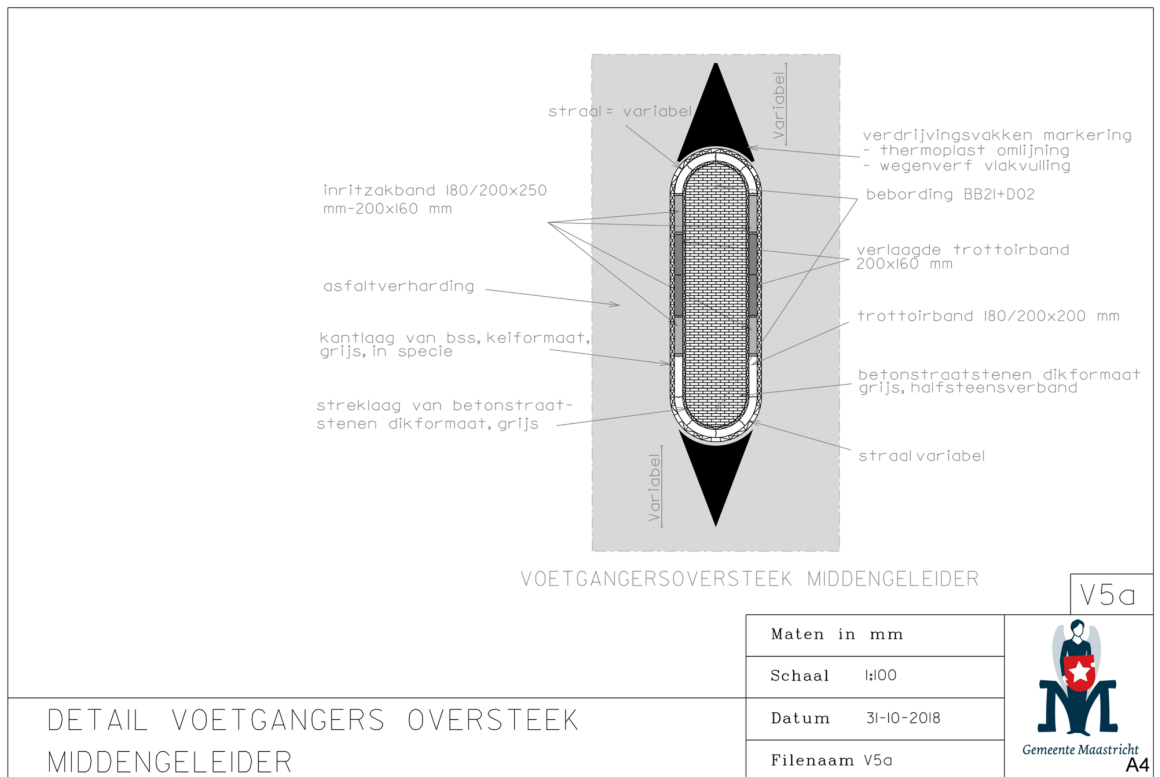 straal = variabel
Variabel
verdrijvingsvakken markering
- thermoplast omlijning
- wegenverf vlakvulling
inritzakband 180/200x250
mm-200x160 mm
bebording BB21+D02
verlaagde trottoirband
200x160 mm
asfaltverharding
trottoirband 180/200x200 mm
kantlaag van bss, keiformaat,
grijs, in specie
betonstraatstenen dikformaat
grijs, halfsteensverband
streklaag van betonstraat-
stenen dikformaat, grijs
straal variabel
Variabel
VOETGANGERSOVERSTEEK MIDDENGELEIDER
V5a
Maten in mm
Schaal 1:100
Datum 31-10-2018
Filenaam V5a
DETAIL VOETGANGERS OVERSTEEK
MIDDENGELEIDER
M
Gemeente Maastricht
A4